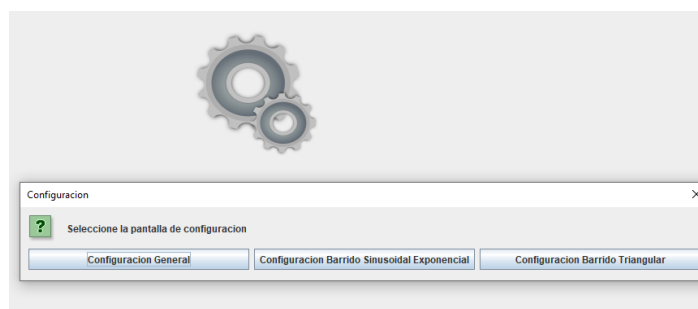 Configuracion
?
Seleccione la pantalla de configuracion
Configuracion General
Configuracion Barrido Sinusoidal Exponencial
Configuracion Barrido Triangular